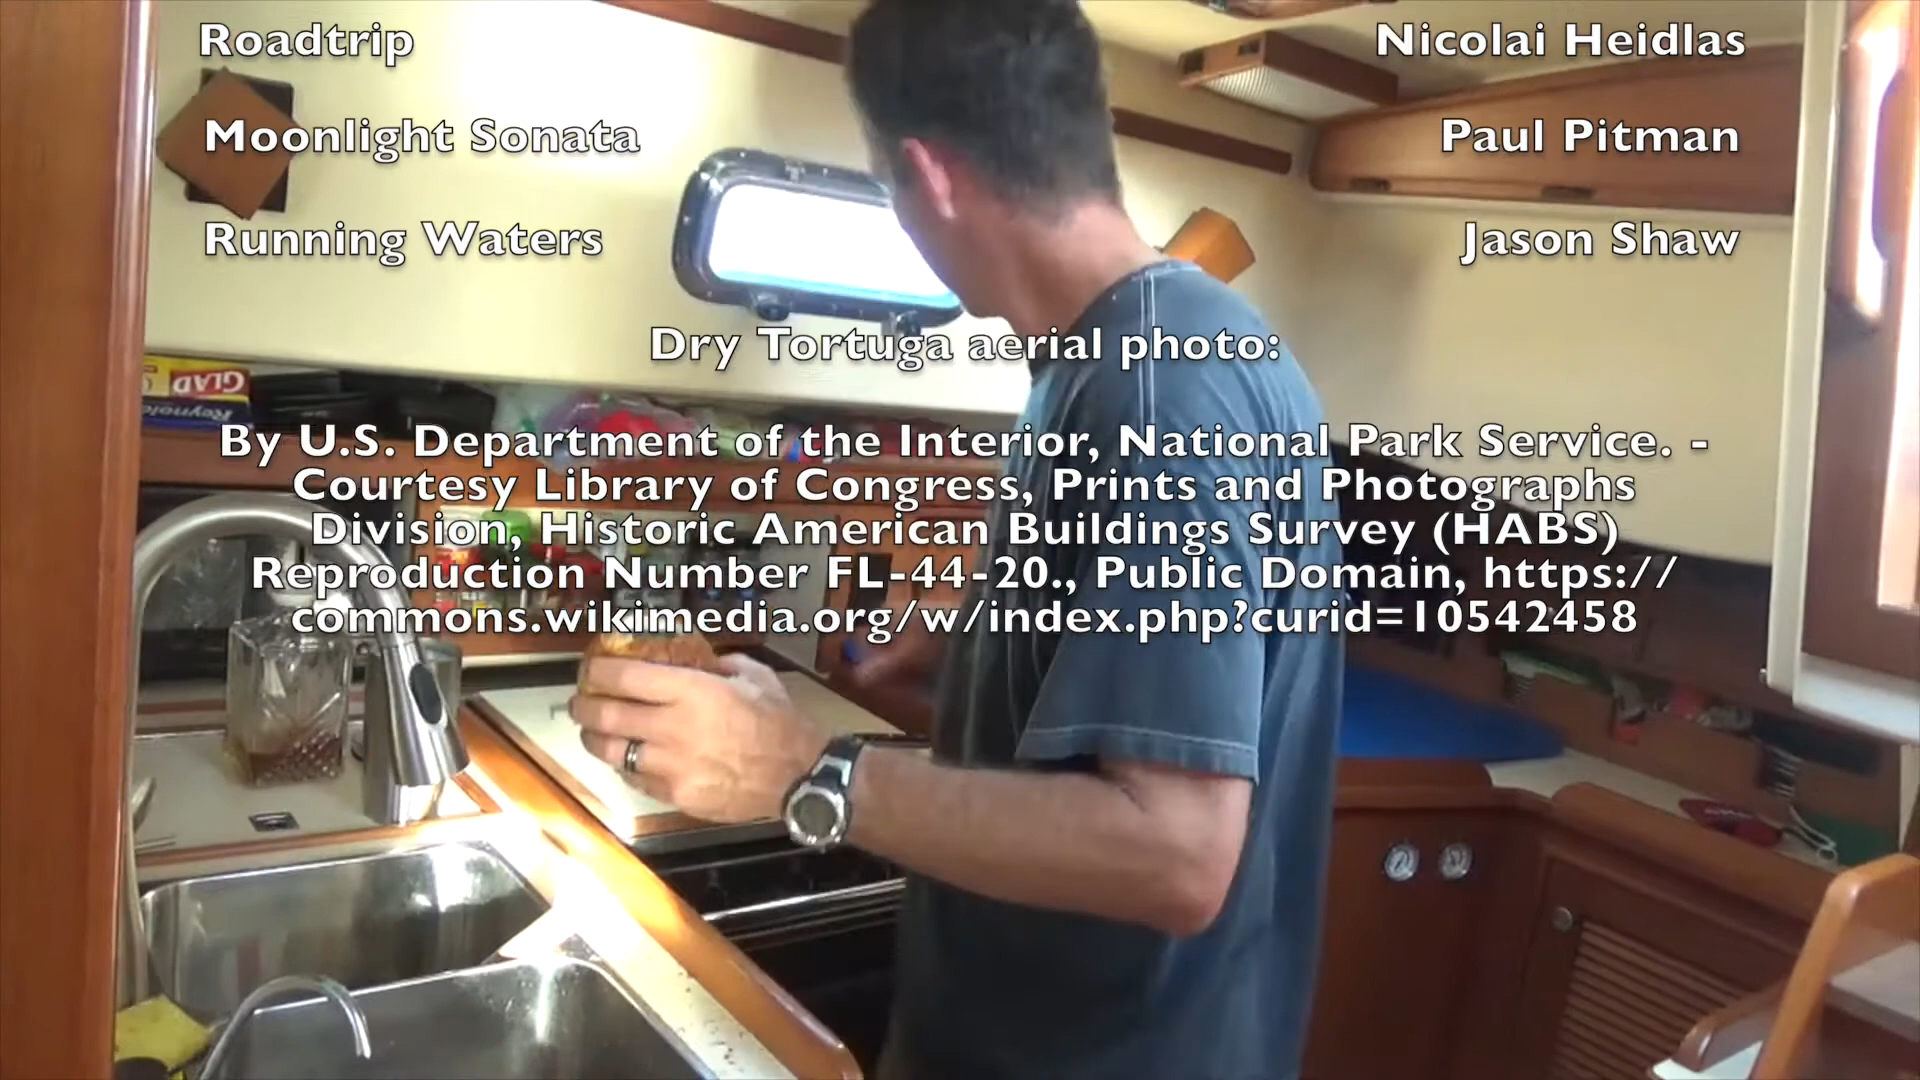 Roadtrip Nicolai Heidlas
Moonlight Sonata Paul Pitman
Running Waters Jason Shaw
Dry Tortuga aerial photo:
GLAD
Reynolds
By U.S. Department of the Interior, National Park Service. -
Courtesy Library of Congress, Prints and Photographs
Division, Historic American Buildings Survey (HABS)
Reproduction Number FL-44-20., Public Domain, https://
commons.wikimedia.org/w/index.php?curid=10542458